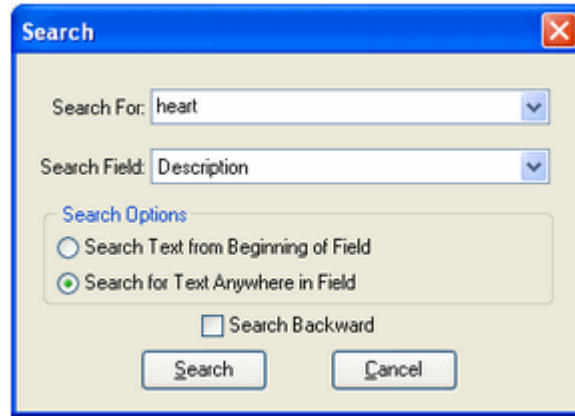 Search
Search For: heart
Search Field: Description
Search Options
Search Text from Beginning of Field
Search for Text Anywhere in Field
Search Backward
Search Cancel